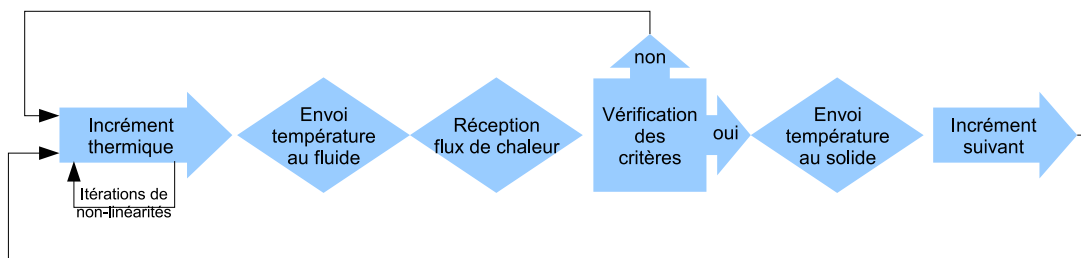 Incrément
thermique
Itérations de
non-linéarités
Envoi
température
au fluide
Réception
flux de chaleur
Vérification
des
critères
non
oui
Envoi
température
au solide
Incrément
suivant